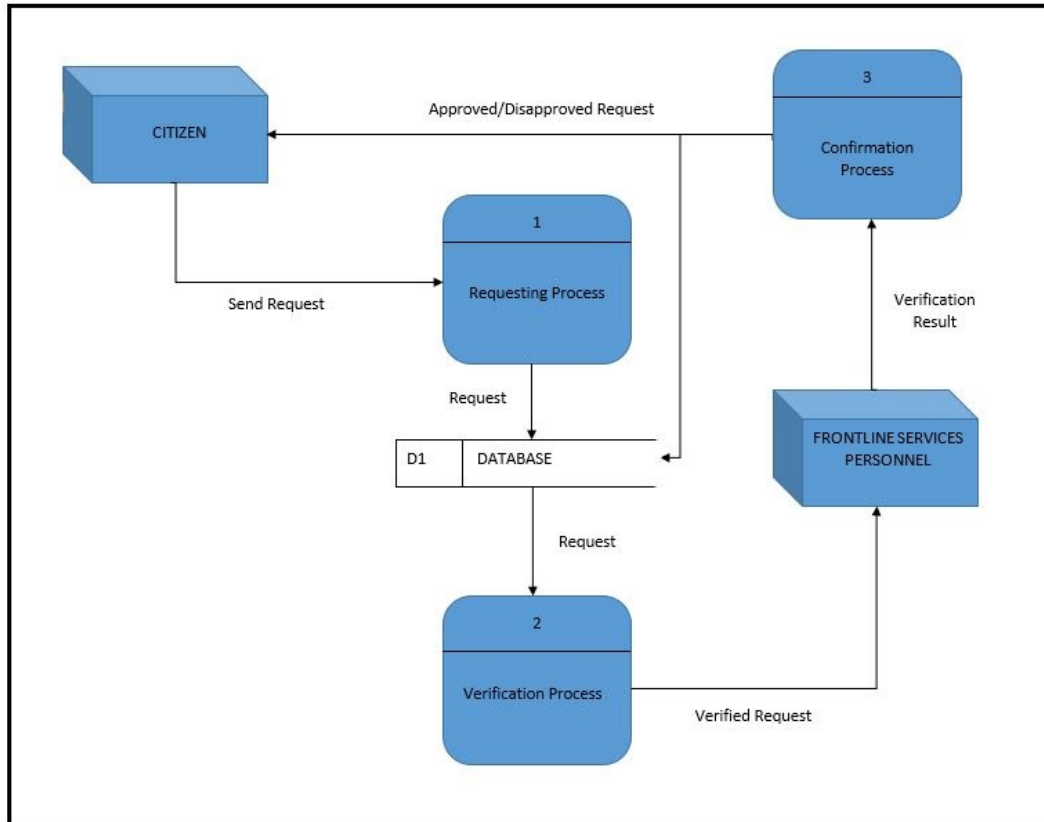 3
Approved/Disapproved Request
CITIZEN
Confirmation
Process
1
Requesting Process
Send Request
Verification
Result
Request
D1 DATABASE
FRONTLINE SERVICES
PERSONNEL
Request
2
Verification Process
Verified Request